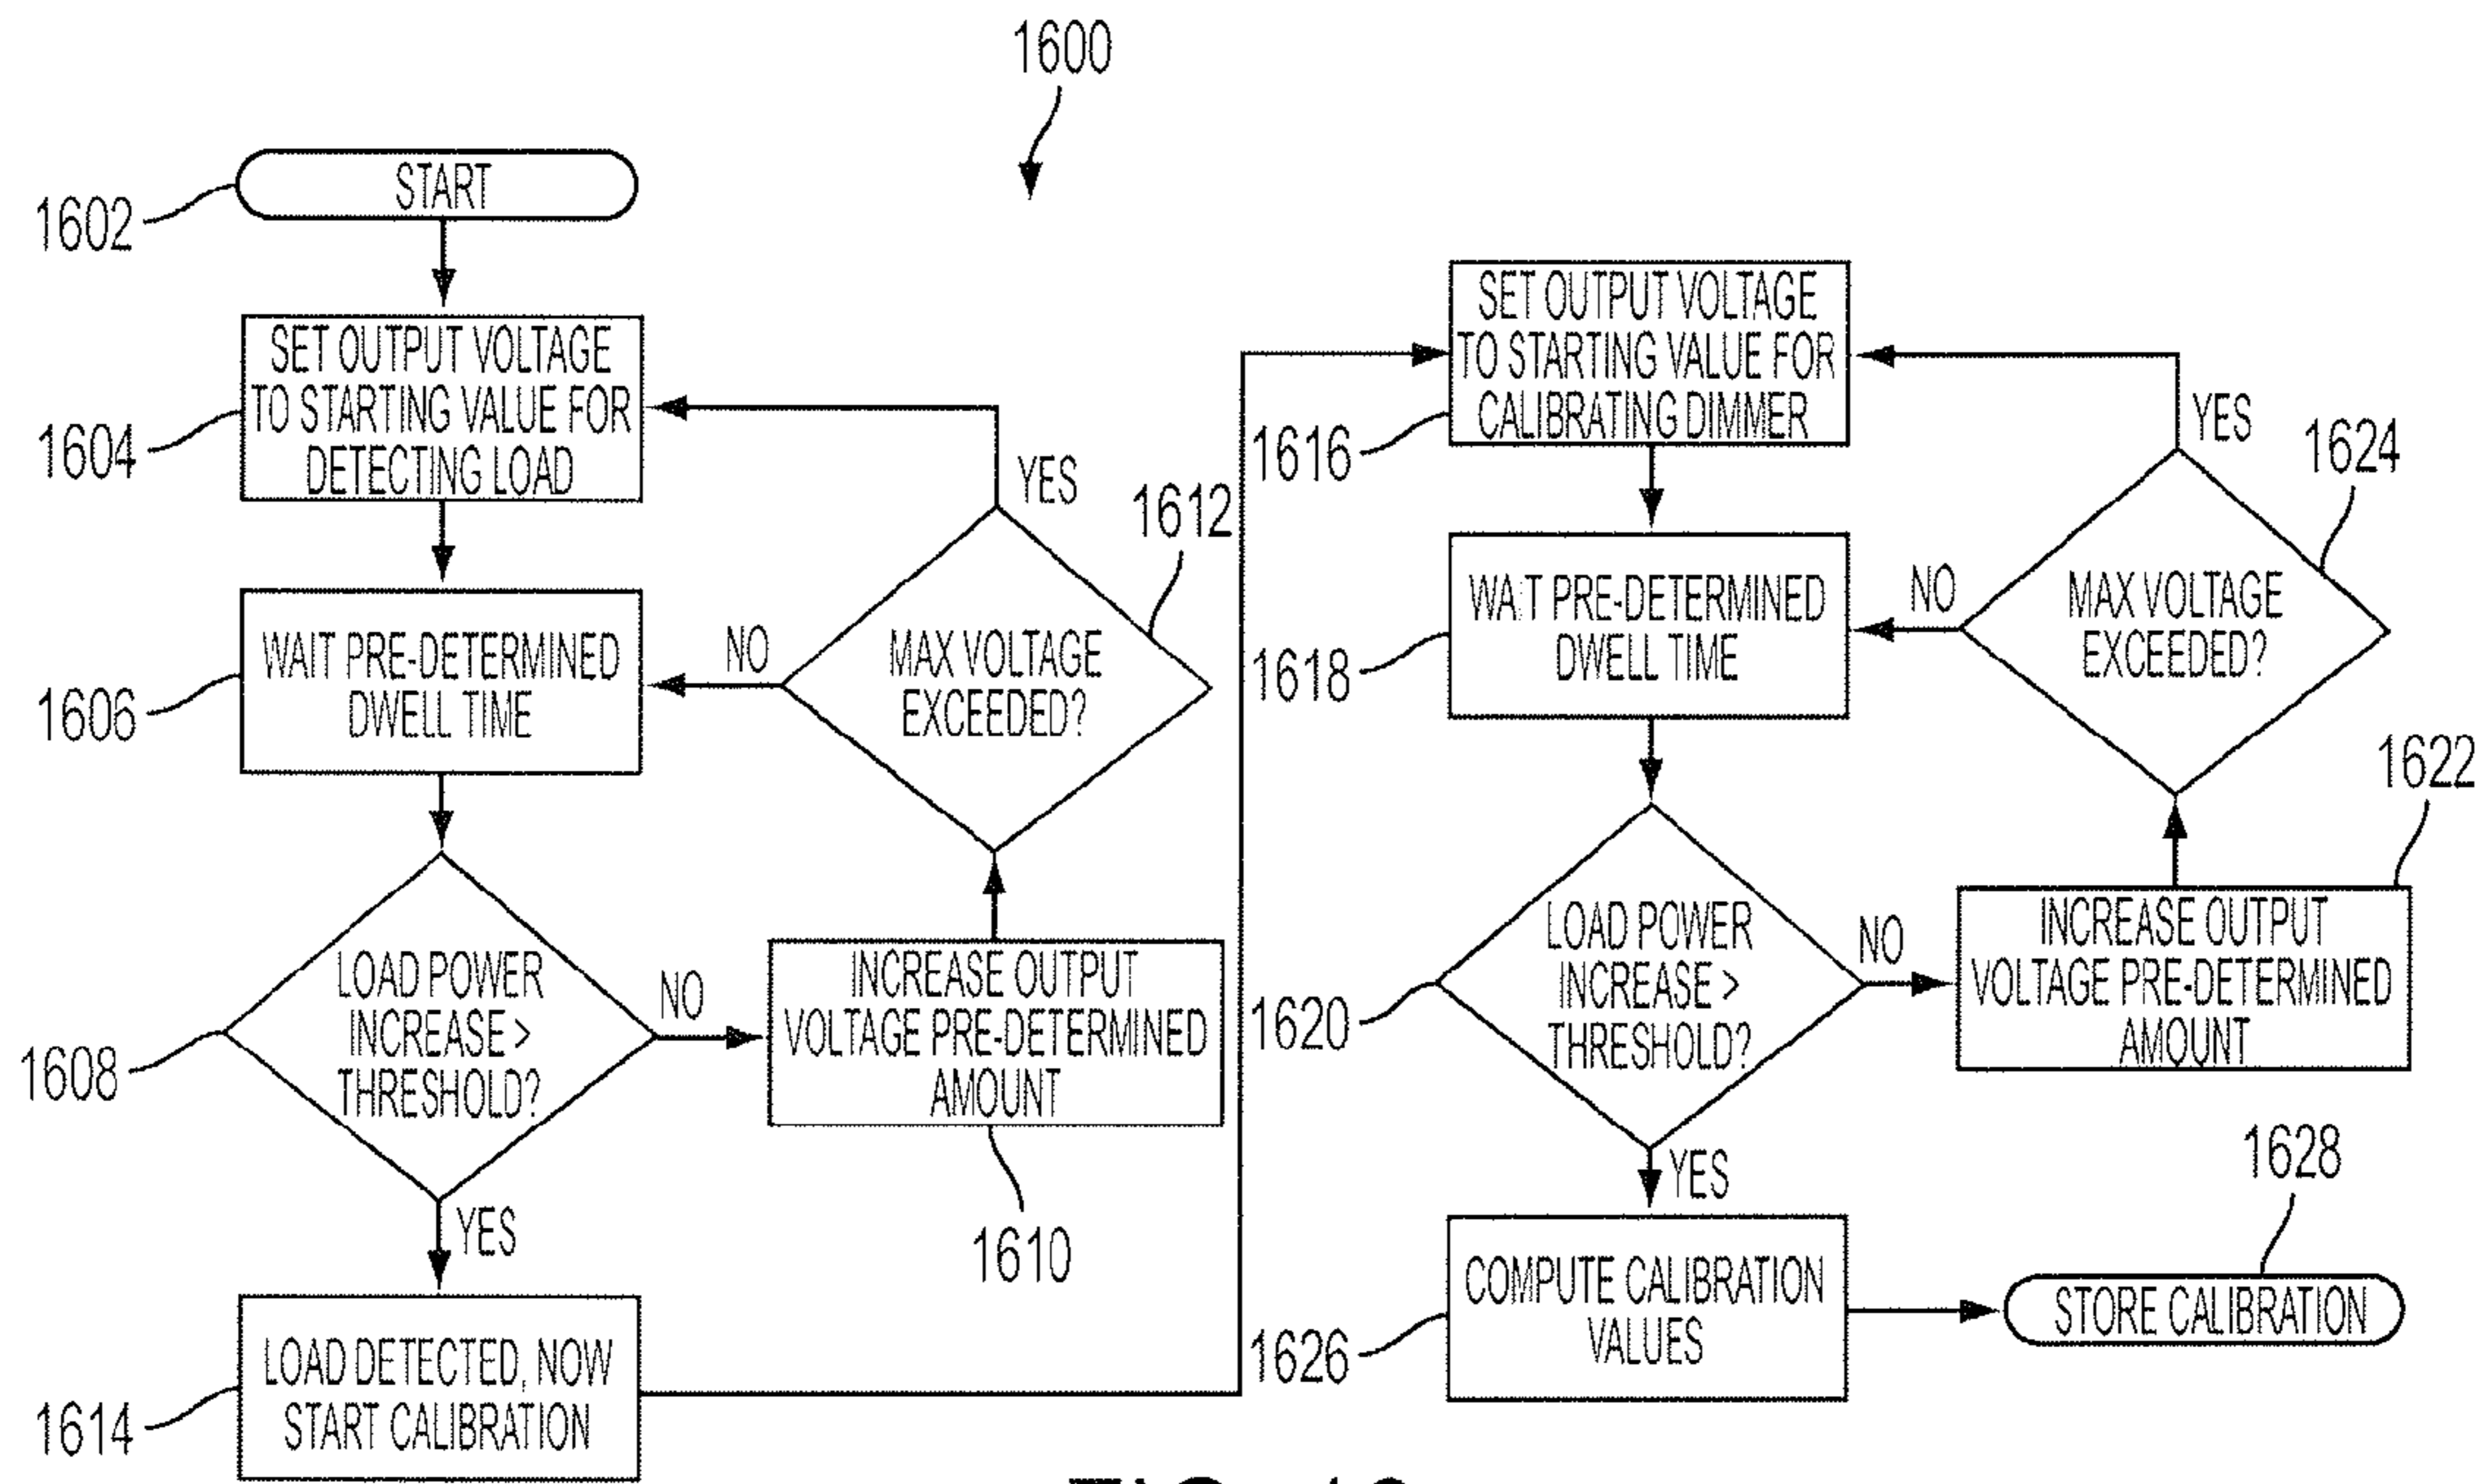 1600
START
1602
SET OUTPUT VOLTAGE
TO STARTING VALUE FOR
DETECTING LOAD
1604
YES
1612
WAIT PRE-DETERMINED
DWELL TIME
1606
NO
MAX VOLTAGE
EXCEEDED?
LOAD POWER
INCREASE >
THRESHOLD?
1608
NO
INCREASE OUTPUT
VOLTAGE PRE-DETERMINED
AMOUNT
1610
YES
LOAD DETECTED, NOW
START CALIBRATION
1614
SET OUTPUT VOLTAGE
TO STARTING VALUE FOR
CALIBRATING DIMMER
1616
YES
1624
WAIT PRE-DETERMINED
DWELL TIME
1618
NO
MAX VOLTAGE
EXCEEDED?
1622
LOAD POWER
INCREASE >
THRESHOLD?
1620
NO
INCREASE OUTPUT
VOLTAGE PRE-DETERMINED
AMOUNT
YES
1628
COMPUTE CALIBRATION
VALUES
1626
STORE CALIBRATION